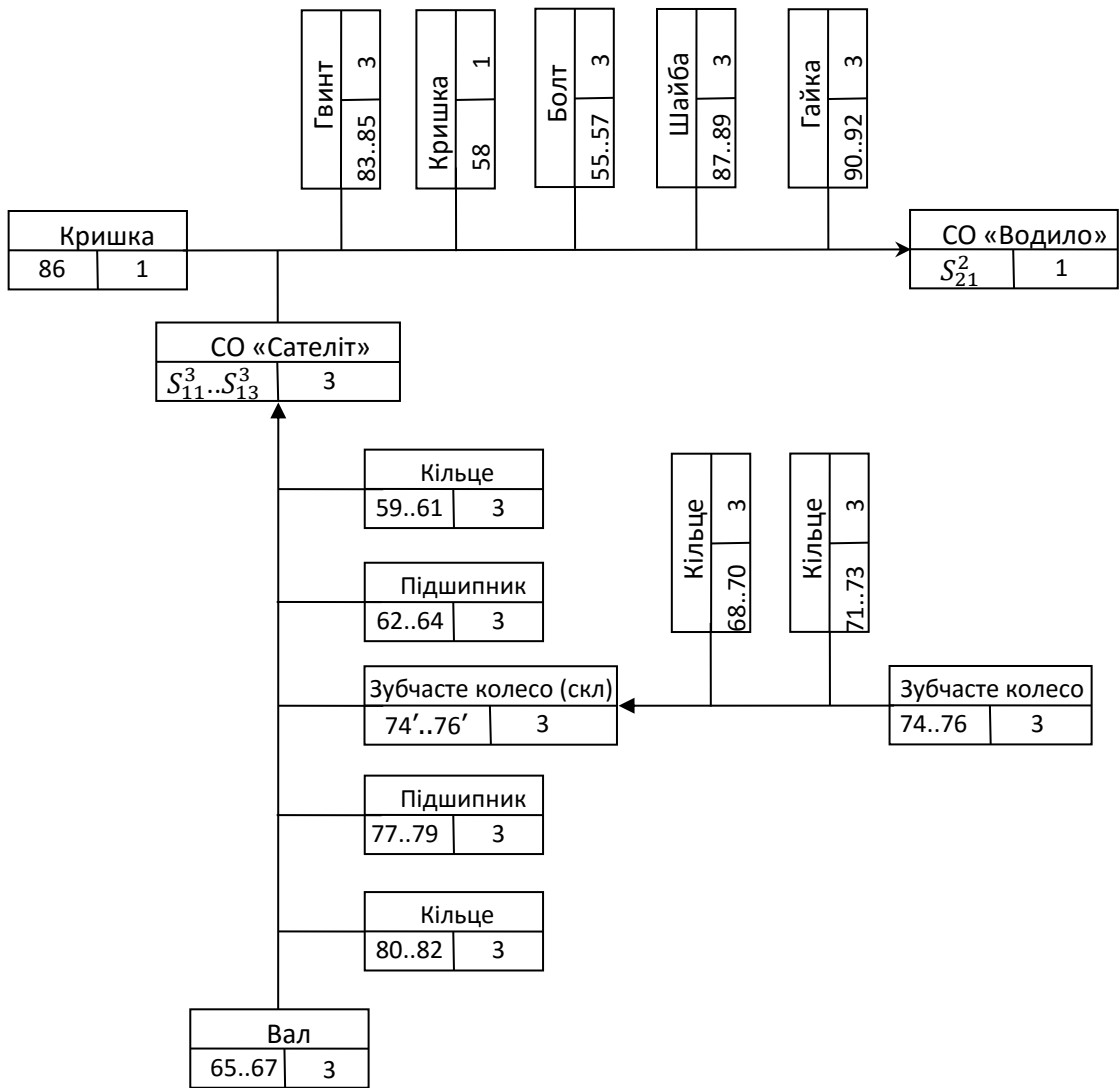 Гвинт
83..85
3
Кришка
58
1
Болт
55..57
3
Шайба
87..89
3
Гайка
90..92
3
Кришка
86
1
СО «Водило»
S²₂₁
1
СО «Сателіт»
S³₁₁..S³₁₃
3
Кільце
59..61
3
Кільце
68..70
3
Кільце
71..73
3
Підшипник
62..64
3
Зубчасте колесо (скл)
74′..76′
3
Зубчасте колесо
74..76
3
Підшипник
77..79
3
Кільце
80..82
3
Вал
65..67
3